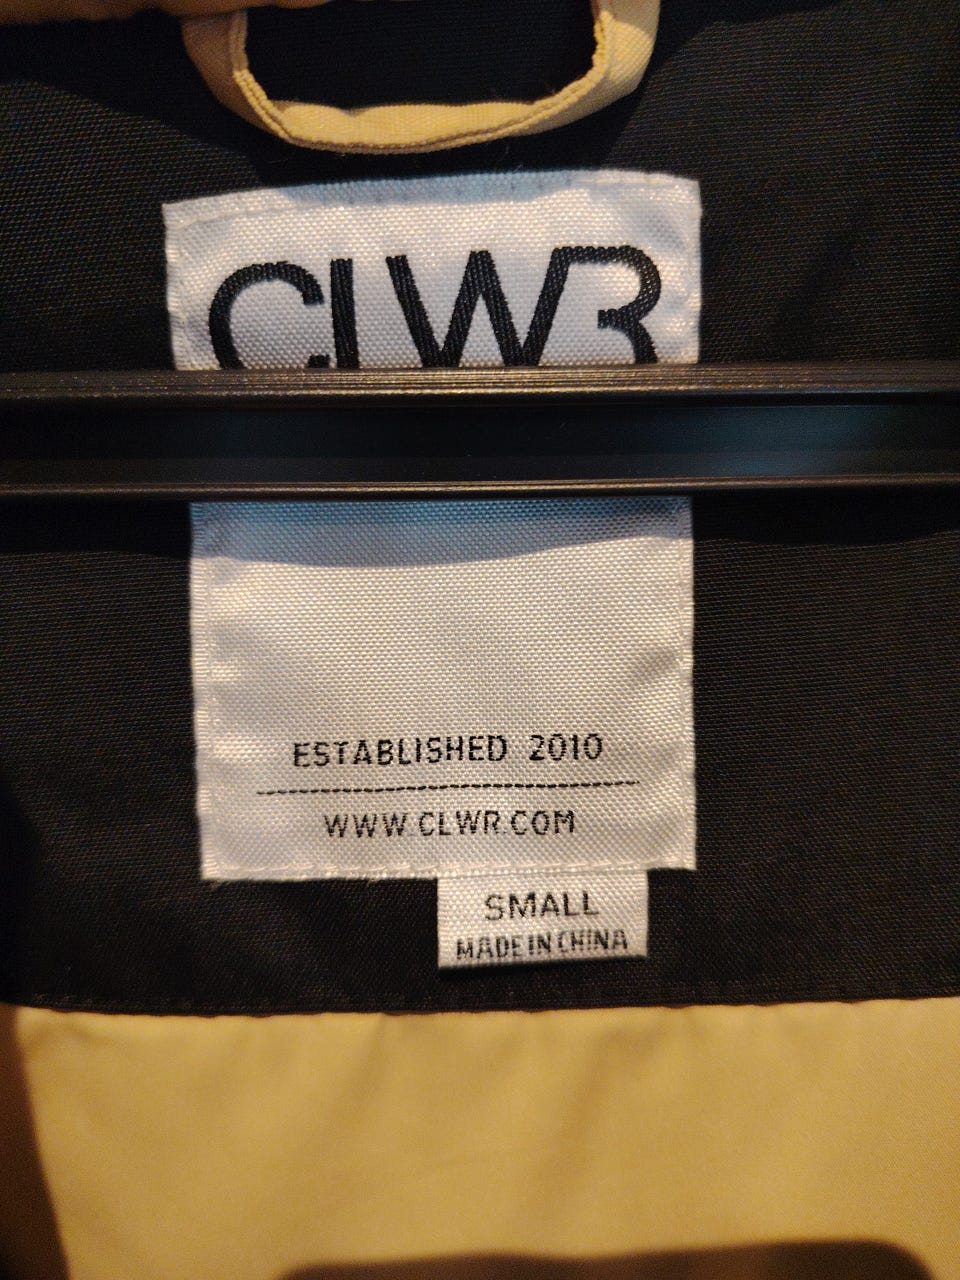 CLWR
ESTABLISHED 2010
WWW.CLWR.COM
SMALL
MADE IN CHINA